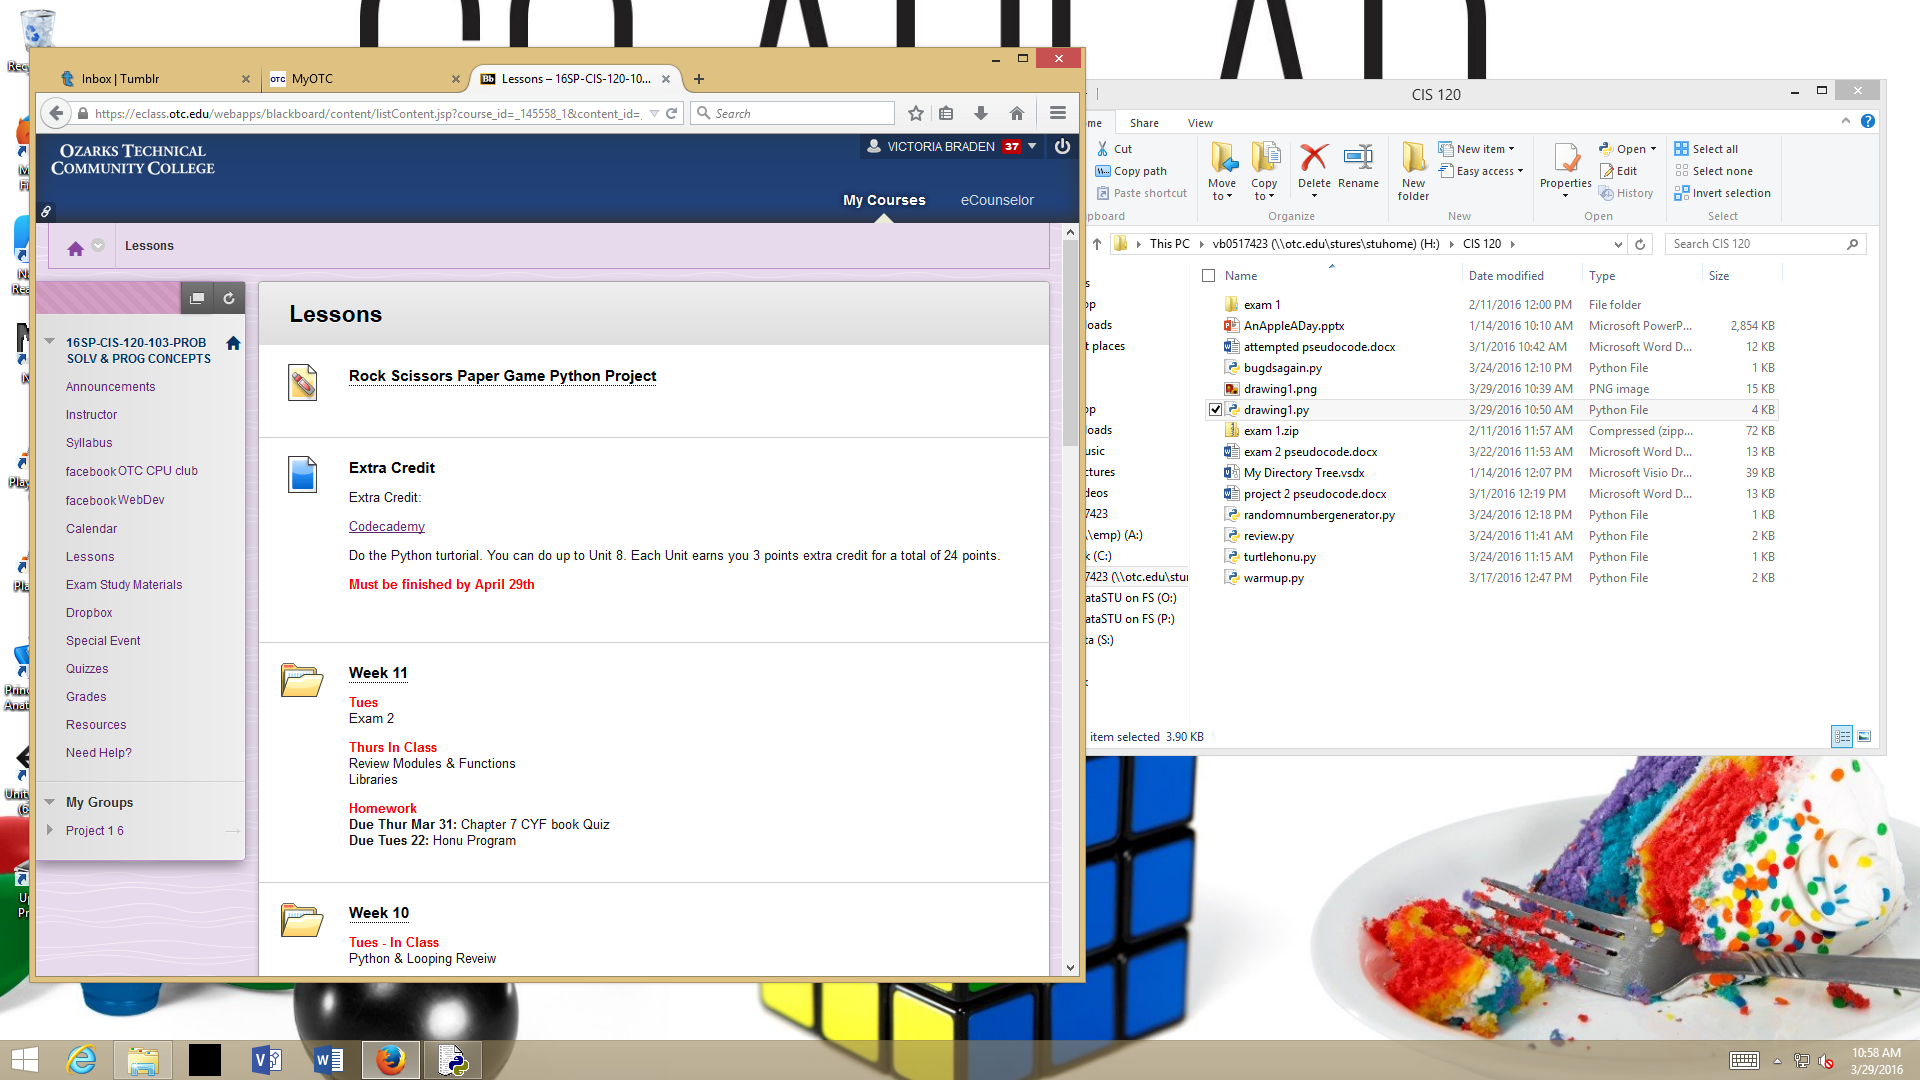 Inbox | Tumblr
MyOTC
Lessons – 16SP-CIS-120-10...
https://eclass.otc.edu/webapps/blackboard/content/listContent.jsp?course_id=_145558_1&content_id=_
Search
OZARKS TECHNICAL
COMMUNITY COLLEGE
VICTORIA BRADEN 37
My Courses
eCounselor
Lessons
16SP-CIS-120-103-PROB
SOLV & PROG CONCEPTS
Announcements
Instructor
Syllabus
facebook OTC CPU club
facebook WebDev
Calendar
Lessons
Exam Study Materials
Dropbox
Special Event
Quizzes
Grades
Resources
Need Help?
My Groups
Project 1 6
Lessons
Rock Scissors Paper Game Python Project
Extra Credit
Extra Credit:
Codecademy
Do the Python turtorial. You can do up to Unit 8. Each Unit earns you 3 points extra credit for a total of 24 points.
Must be finished by April 29th
Week 11
Tues
Exam 2
Thurs In Class
Review Modules & Functions
Libraries
Homework
Due Thur Mar 31: Chapter 7 CYF book Quiz
Due Tues 22: Honu Program
Week 10
Tues - In Class
Python & Looping Reveiw
CIS 120
Share
View
Cut
Copy path
Paste shortcut
Move to
Copy to
Delete
Rename
Organize
New folder
New item
Easy access
New
Properties
Open
Edit
History
Open
Select all
Select none
Invert selection
Select
This PC
vb0517423 (\\otc.edu\stures\stuhome) (H:)
CIS 120
Search CIS 120
Name
Date modified
Type
Size
exam 1 2/11/2016 12:00 PM File folder
AnAppleADay.pptx 1/14/2016 10:10 AM Microsoft PowerP... 2,854 KB
attempted pseudocode.docx 3/1/2016 10:42 AM Microsoft Word D... 12 KB
bugdsagain.py 3/24/2016 12:10 PM Python File 1 KB
drawing1.png 3/29/2016 10:39 AM PNG image 15 KB
drawing1.py 3/29/2016 10:50 AM Python File 4 KB
exam 1.zip 2/11/2016 11:57 AM Compressed (zipp... 72 KB
exam 2 pseudocode.docx 3/22/2016 11:53 AM Microsoft Word D... 13 KB
My Directory Tree.vsdx 1/14/2016 12:07 PM Microsoft Visio Dr... 39 KB
project 2 pseudocode.docx 3/1/2016 12:19 PM Microsoft Word D... 13 KB
randomnumbergenerator.py 3/24/2016 12:18 PM Python File 1 KB
review.py 3/24/2016 11:41 AM Python File 2 KB
turtlehonu.py 3/24/2016 11:15 AM Python File 1 KB
warmup.py 3/17/2016 12:47 PM Python File 2 KB
t places
7423
\emp) (A:)
k (C:)
7423 (\\otc.edu\stu
ataSTU on FS (O:)
ataSTU on FS (P:)
ta (S:)
item selected 3.90 KB
10:58 AM
3/29/2016